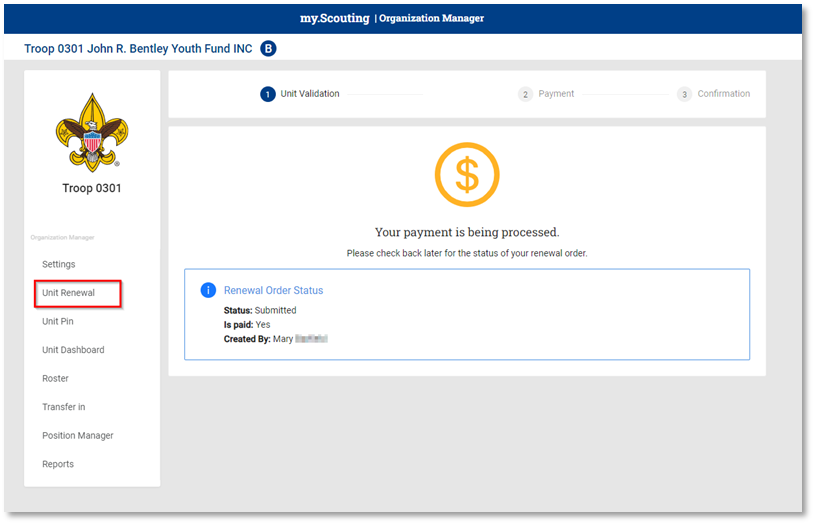 my.Scouting | Organization Manager
Troop 0301 John R. Bentley Youth Fund INC B
1 Unit Validation 2 Payment 3 Confirmation
Troop 0301
Organization Manager
Settings
Unit Renewal
Unit Pin
Unit Dashboard
Roster
Transfer in
Position Manager
Reports
$
Your payment is being processed.
Please check back later for the status of your renewal order.
i Renewal Order Status
Status: Submitted
Is paid: Yes
Created By: Mary